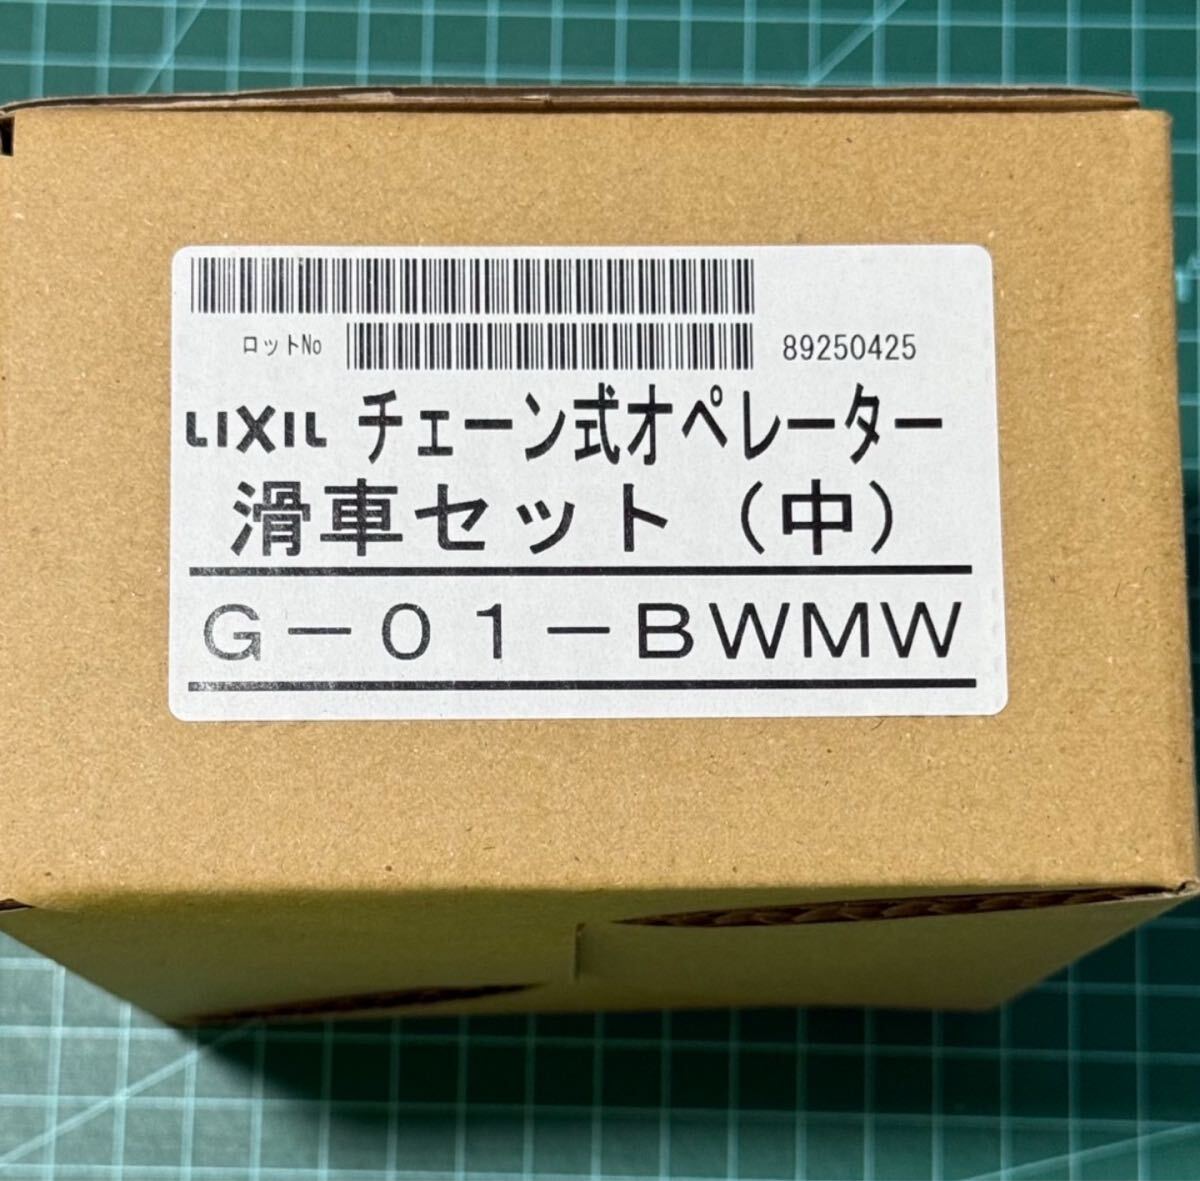 ロットNo 89250425
LIXIL チェーン式オペレーター
滑車セット（中）
G－01－BWMW